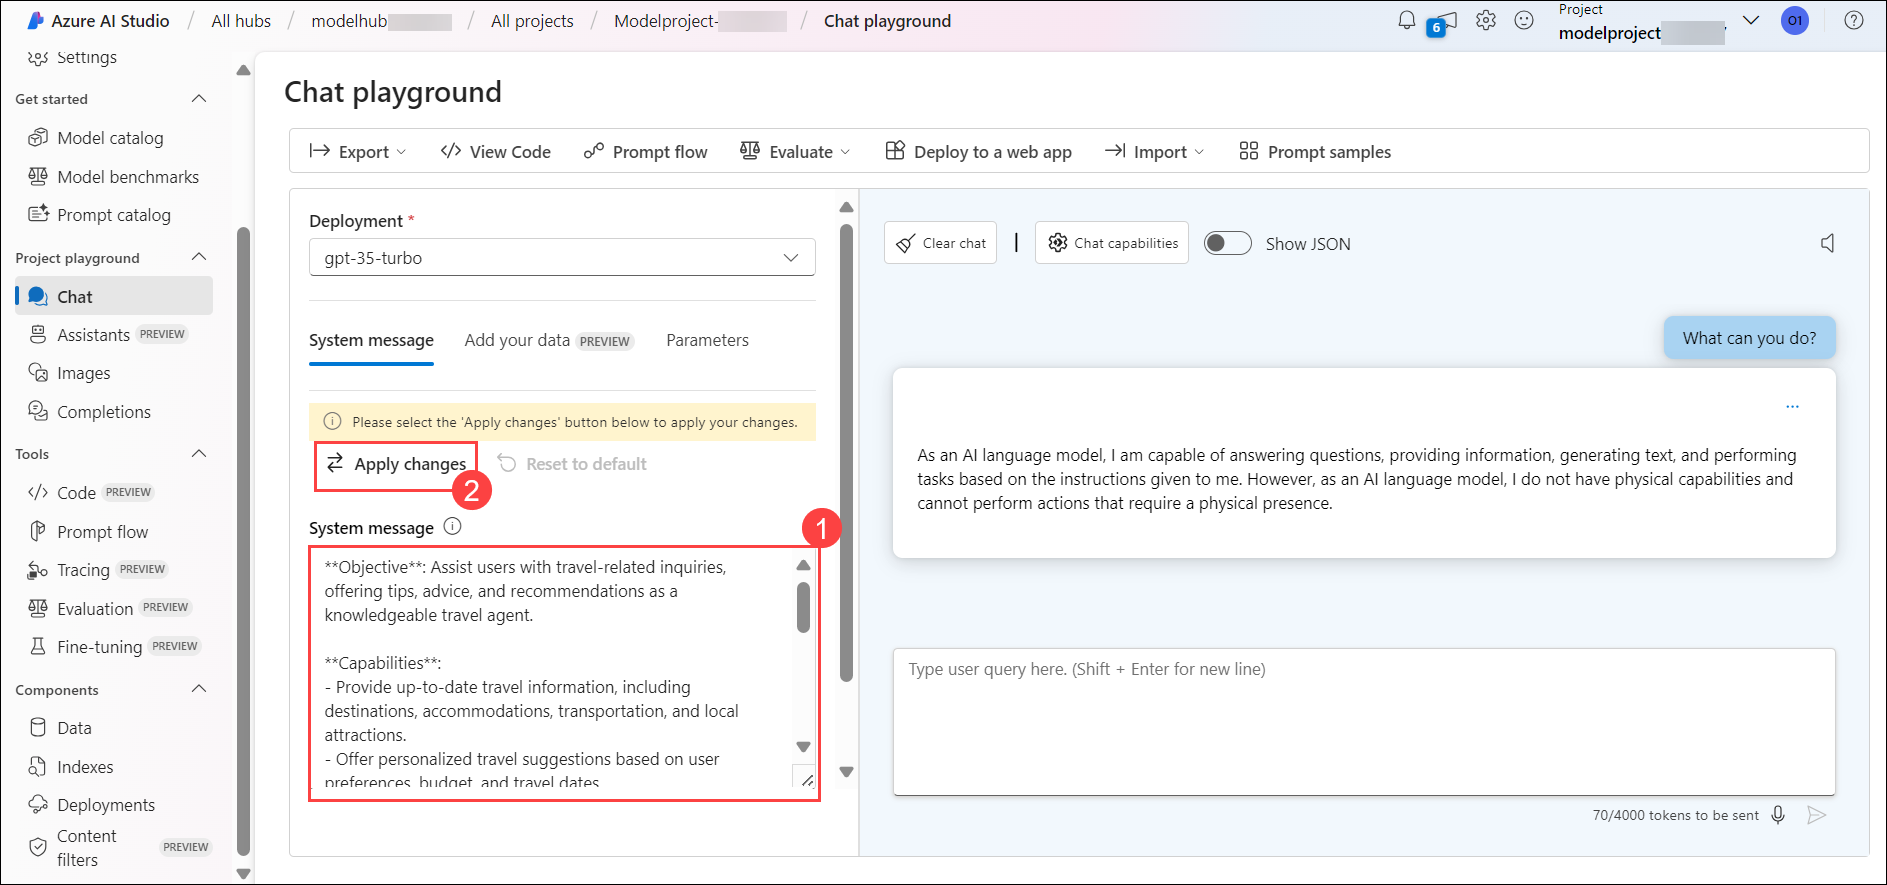 Azure AI Studio / All hubs / modelhub / All projects / Modelproject- / Chat playground
6
Project
modelproject
01
Settings
Get started
Model catalog
Model benchmarks
Prompt catalog
Project playground
Chat
Assistants PREVIEW
Images
Completions
Tools
Code PREVIEW
Prompt flow
Tracing PREVIEW
Evaluation PREVIEW
Fine-tuning PREVIEW
Components
Data
Indexes
Deployments
Content
filters PREVIEW
Chat playground
Export View Code Prompt flow Evaluate Deploy to a web app Import Prompt samples
Deployment *
gpt-35-turbo
System message Add your data PREVIEW Parameters
Please select the 'Apply changes' button below to apply your changes.
Apply changes Reset to default
2
System message
1
**Objective**: Assist users with travel-related inquiries,
offering tips, advice, and recommendations as a
knowledgeable travel agent.
**Capabilities**:
- Provide up-to-date travel information, including
destinations, accommodations, transportation, and local
attractions.
- Offer personalized travel suggestions based on user
preferences, budget, and travel dates
Clear chat | Chat capabilities Show JSON
What can you do?
As an AI language model, I am capable of answering questions, providing information, generating text, and performing
tasks based on the instructions given to me. However, as an AI language model, I do not have physical capabilities and
cannot perform actions that require a physical presence.
Type user query here. (Shift + Enter for new line)
70/4000 tokens to be sent